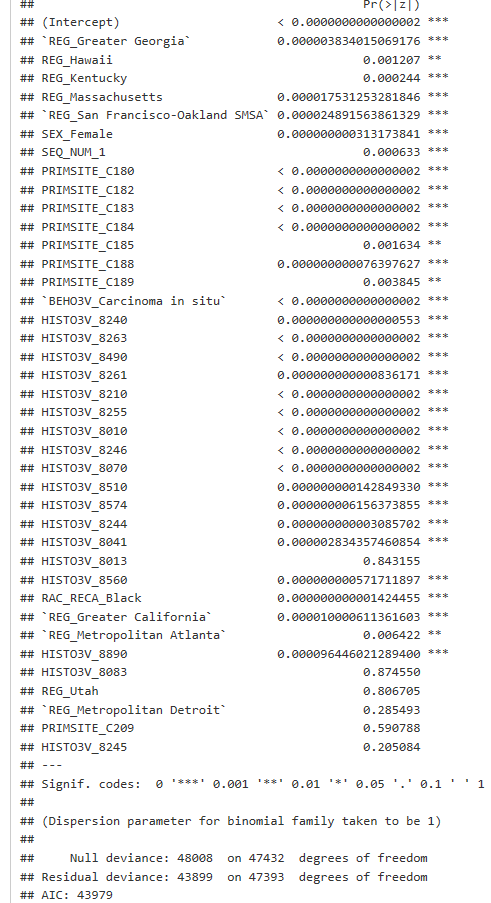 ## Pr(>|z|)
## (Intercept) < 0.0000000000000002 ***
## `REG_Greater Georgia` 0.000003834015069176 ***
## REG_Hawaii 0.001207 **
## REG_Kentucky 0.000244 ***
## REG_Massachusetts 0.000017531253281846 ***
## `REG_San Francisco-Oakland SMSA` 0.000024891563861329 ***
## SEX_Female 0.000000000313173841 ***
## SEQ_NUM_1 0.000633 ***
## PRIMSITE_C180 < 0.0000000000000002 ***
## PRIMSITE_C182 < 0.0000000000000002 ***
## PRIMSITE_C183 < 0.0000000000000002 ***
## PRIMSITE_C184 < 0.0000000000000002 ***
## PRIMSITE_C185 0.001634 **
## PRIMSITE_C188 0.000000000076397627 ***
## PRIMSITE_C189 0.003845 **
## `BEHO3V_Carcinoma in situ` < 0.0000000000000002 ***
## HISTO3V_8240 0.000000000000000553 ***
## HISTO3V_8263 < 0.0000000000000002 ***
## HISTO3V_8490 < 0.0000000000000002 ***
## HISTO3V_8261 0.000000000000836171 ***
## HISTO3V_8210 < 0.0000000000000002 ***
## HISTO3V_8255 < 0.0000000000000002 ***
## HISTO3V_8010 < 0.0000000000000002 ***
## HISTO3V_8246 < 0.0000000000000002 ***
## HISTO3V_8070 < 0.0000000000000002 ***
## HISTO3V_8510 0.000000000142849330 ***
## HISTO3V_8574 0.000000006156373855 ***
## HISTO3V_8244 0.000000000003085702 ***
## HISTO3V_8041 0.000002834357460854 ***
## HISTO3V_8013 0.843155
## HISTO3V_8560 0.000000000571711897 ***
## RAC_RECA_Black 0.000000000001424455 ***
## `REG_Greater California` 0.000010000611361603 ***
## `REG_Metropolitan Atlanta` 0.006422 **
## HISTO3V_8890 0.000096446021289400 ***
## HISTO3V_8083 0.874550
## REG_Utah 0.806705
## `REG_Metropolitan Detroit` 0.285493
## PRIMSITE_C209 0.590788
## HISTO3V_8245 0.205084
## ---
## Signif. codes: 0 '***' 0.001 '**' 0.01 '*' 0.05 '.' 0.1 ' ' 1
##
## (Dispersion parameter for binomial family taken to be 1)
##
## Null deviance: 48008 on 47432 degrees of freedom
## Residual deviance: 43899 on 47393 degrees of freedom
## AIC: 43979